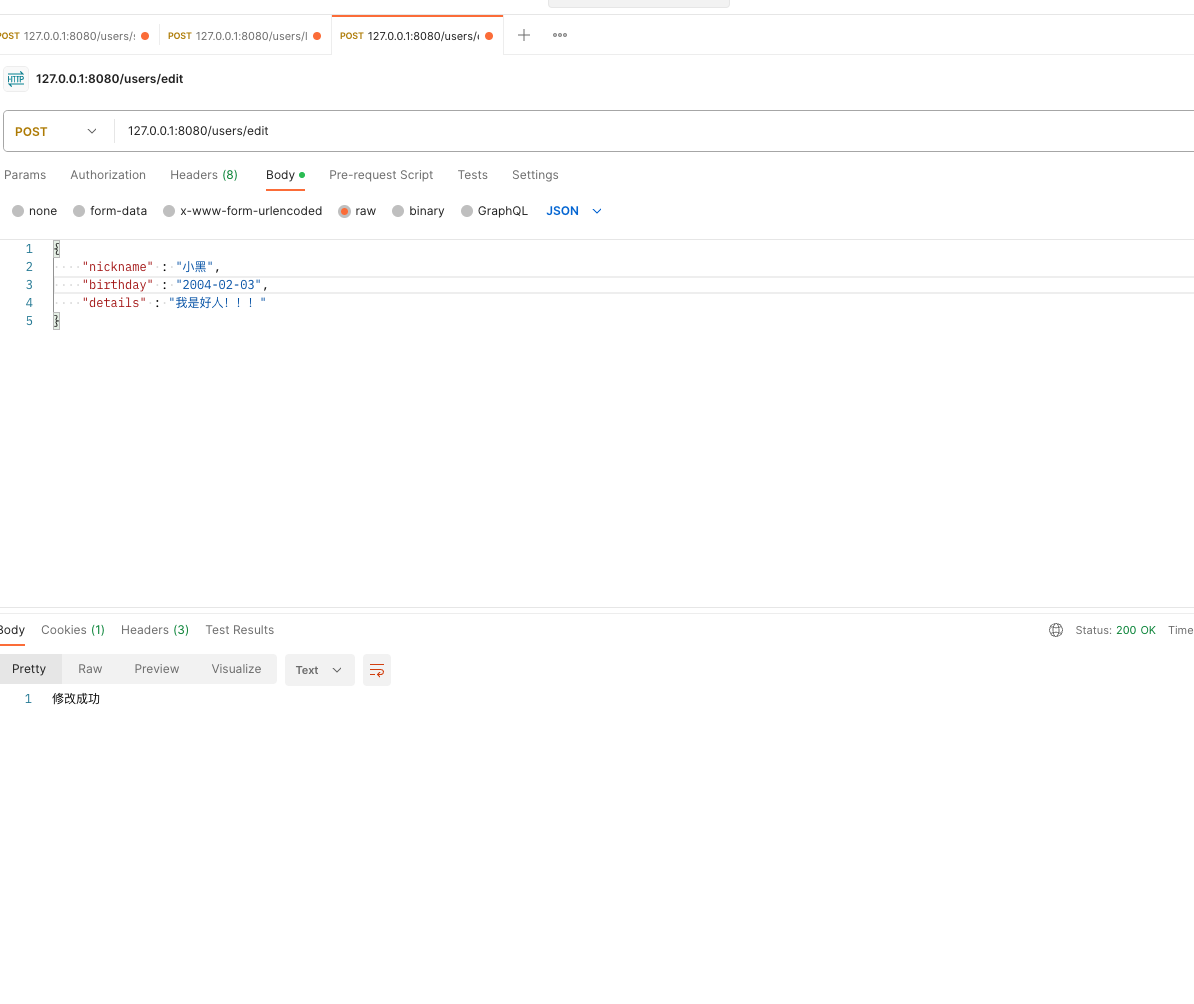 POST 127.0.0.1:8080/users/s POST 127.0.0.1:8080/users/l POST 127.0.0.1:8080/users/e
HTTP 127.0.0.1:8080/users/edit
POST 127.0.0.1:8080/users/edit
Params Authorization Headers (8) Body Pre-request Script Tests Settings
none form-data x-www-form-urlencoded raw binary GraphQL JSON
1 {
2 "nickname" : "小黑",
3 "birthday" : "2004-02-03",
4 "details" : "我是好人！！！"
5 }
Body Cookies (1) Headers (3) Test Results Status: 200 OK Time
Pretty Raw Preview Visualize Text
1 修改成功